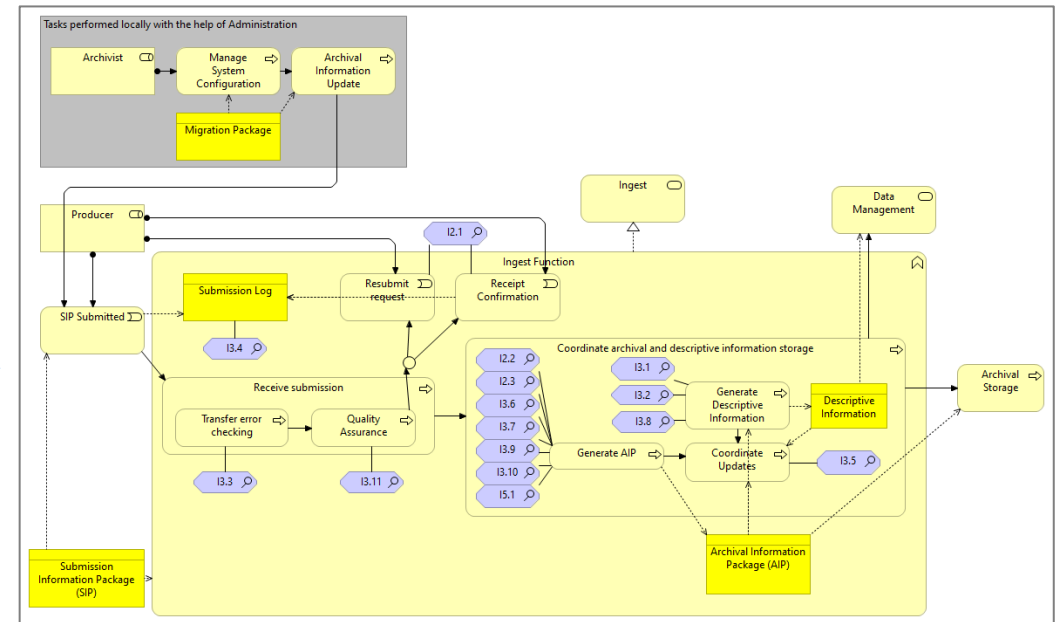 Tasks performed locally with the help of Administration
Archivist
Manage
System
Configuration
Archival
Information
Update
Migration Package
Ingest
Data
Management
Producer
I2.1
Ingest Function
Submission Log
Resubmit
request
Receipt
Confirmation
SIP Submitted
I3.4
Coordinate archival and descriptive information storage
I2.2
I2.3
I3.6
I3.7
I3.9
I3.10
I5.1
I3.1
I3.2
I3.8
Generate
Descriptive
Information
Descriptive
Information
Archival
Storage
Receive submission
Transfer error
checking
Quality
Assurance
Generate AIP
Coordinate
Updates
I3.5
I3.3
I3.11
Submission
Information Package
(SIP)
Archival Information
Package (AIP)